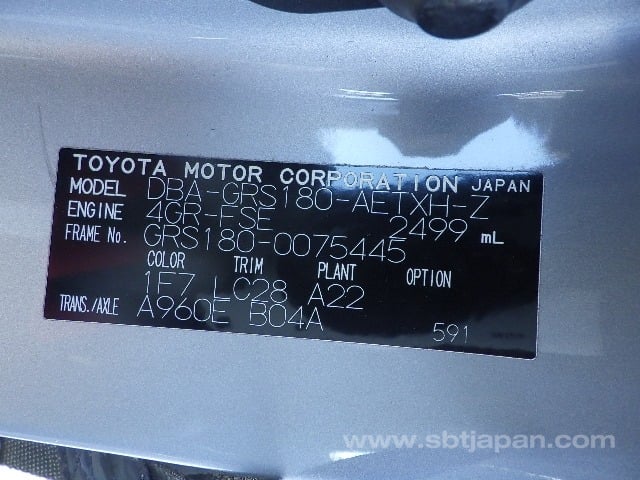 TOYOTA MOTOR CORPORATION JAPAN
MODEL DBA-GRS180-AETXH-Z
ENGINE 4GR-FSE 2499 mL
FRAME No. GRS180-0075445
COLOR TRIM PLANT OPTION
1F7 LC28 A22
TRANS./AXLE A960E B04A
591
www.sbtjapan.com